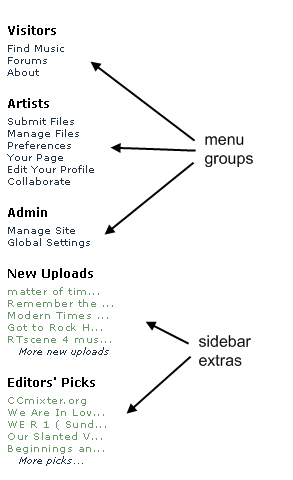 Visitors
Find Music
Forums
About
Artists
Submit Files
Manage Files
Preferences
Your Page
Edit Your Profile
Collaborate
menu
groups
Admin
Manage Site
Global Settings
New Uploads
matter of tim...
Remember the ...
Modern Times ...
Got to Rock H...
RTscene 4 mus...
More new uploads
sidebar
extras
Editors' Picks
CCmixter.org
We Are In Lov...
WE R 1 ( Sund...
Our Slanted V...
Beginnings an...
More picks...